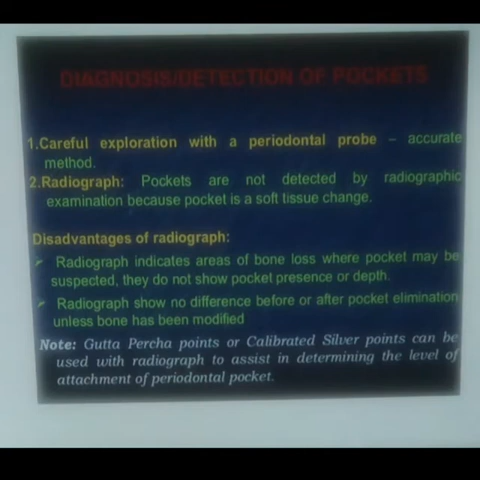 DIAGNOSIS/DETECTION OF POCKETS
1.Careful exploration with a periodontal probe – accurate
method.
2.Radiograph: Pockets are not detected by radiographic
examination because pocket is a soft tissue change.
Disadvantages of radiograph:
Radiograph indicates areas of bone loss where pocket may be
suspected, they do not show pocket presence or depth.
Radiograph show no difference before or after pocket elimination
unless bone has been modified
Note: Gutta Percha points or Calibrated Silver points can be
used with radiograph to assist in determining the level of
attachment of periodontal pocket.